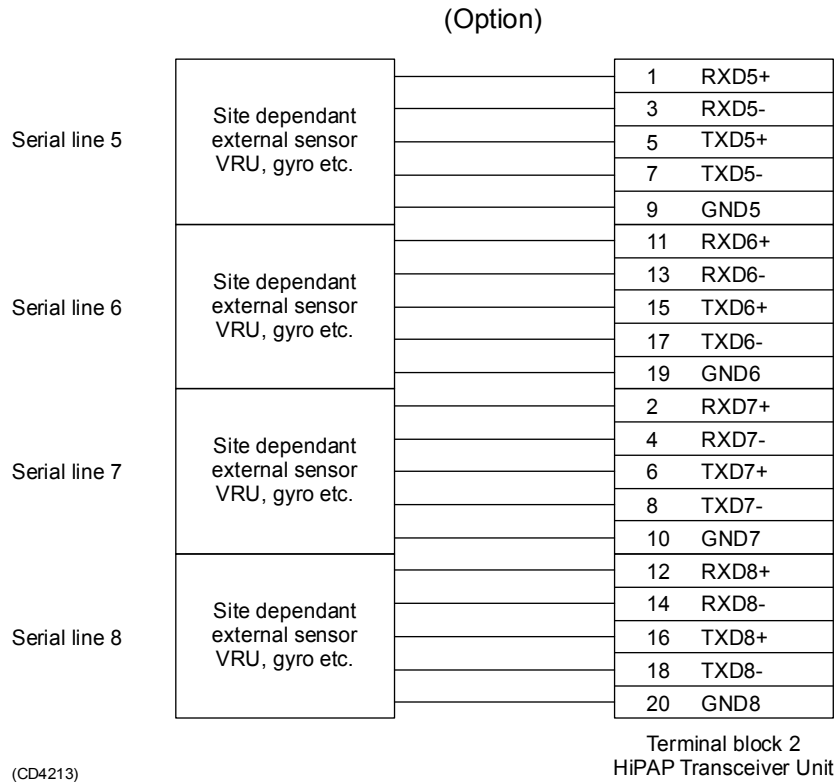 (Option)
Serial line 5
Site dependant
external sensor
VRU, gyro etc.
1 RXD5+
3 RXD5-
5 TXD5+
7 TXD5-
9 GND5
Serial line 6
Site dependant
external sensor
VRU, gyro etc.
11 RXD6+
13 RXD6-
15 TXD6+
17 TXD6-
19 GND6
Serial line 7
Site dependant
external sensor
VRU, gyro etc.
2 RXD7+
4 RXD7-
6 TXD7+
8 TXD7-
10 GND7
Serial line 8
Site dependant
external sensor
VRU, gyro etc.
12 RXD8+
14 RXD8-
16 TXD8+
18 TXD8-
20 GND8
Terminal block 2
HiPAP Transceiver Unit
(CD4213)